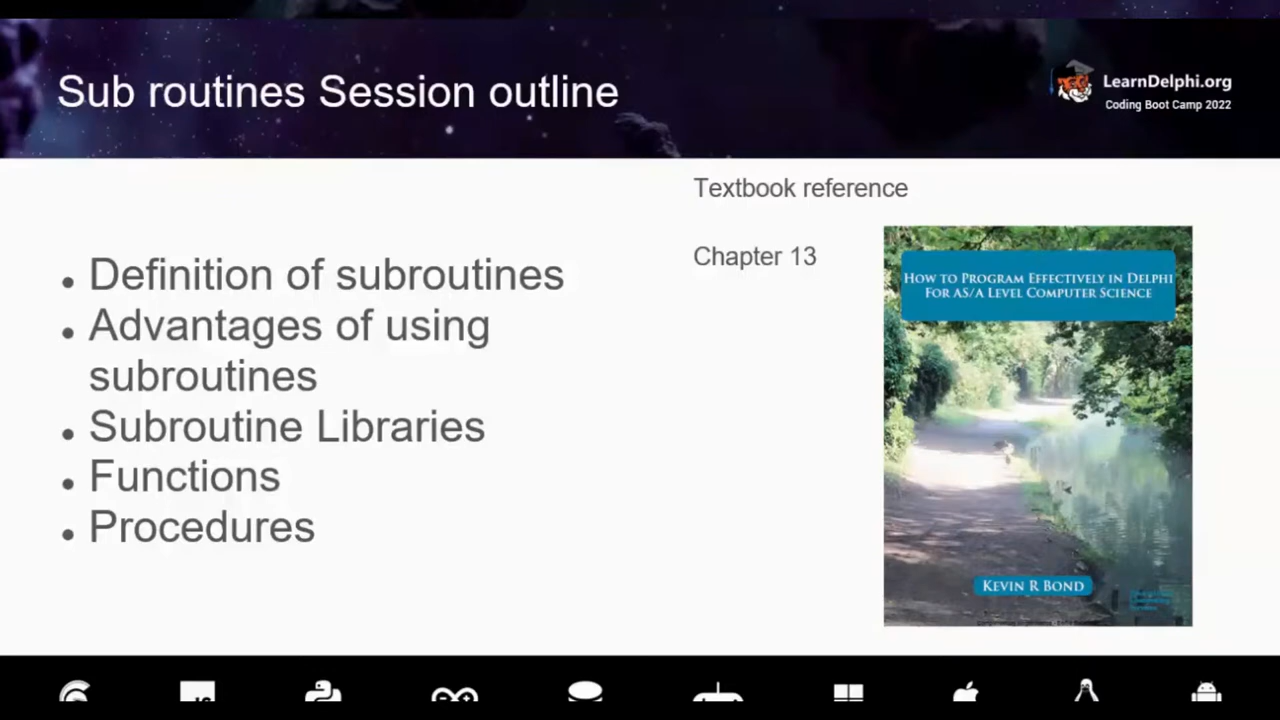 Sub routines Session outline
LearnDelphi.org
Coding Boot Camp 2022
Textbook reference
Chapter 13
• Definition of subroutines
• Advantages of using
subroutines
• Subroutine Libraries
• Functions
• Procedures
How to Program Effectively in Delphi
For AS/A Level Computer Science
Kevin R Bond